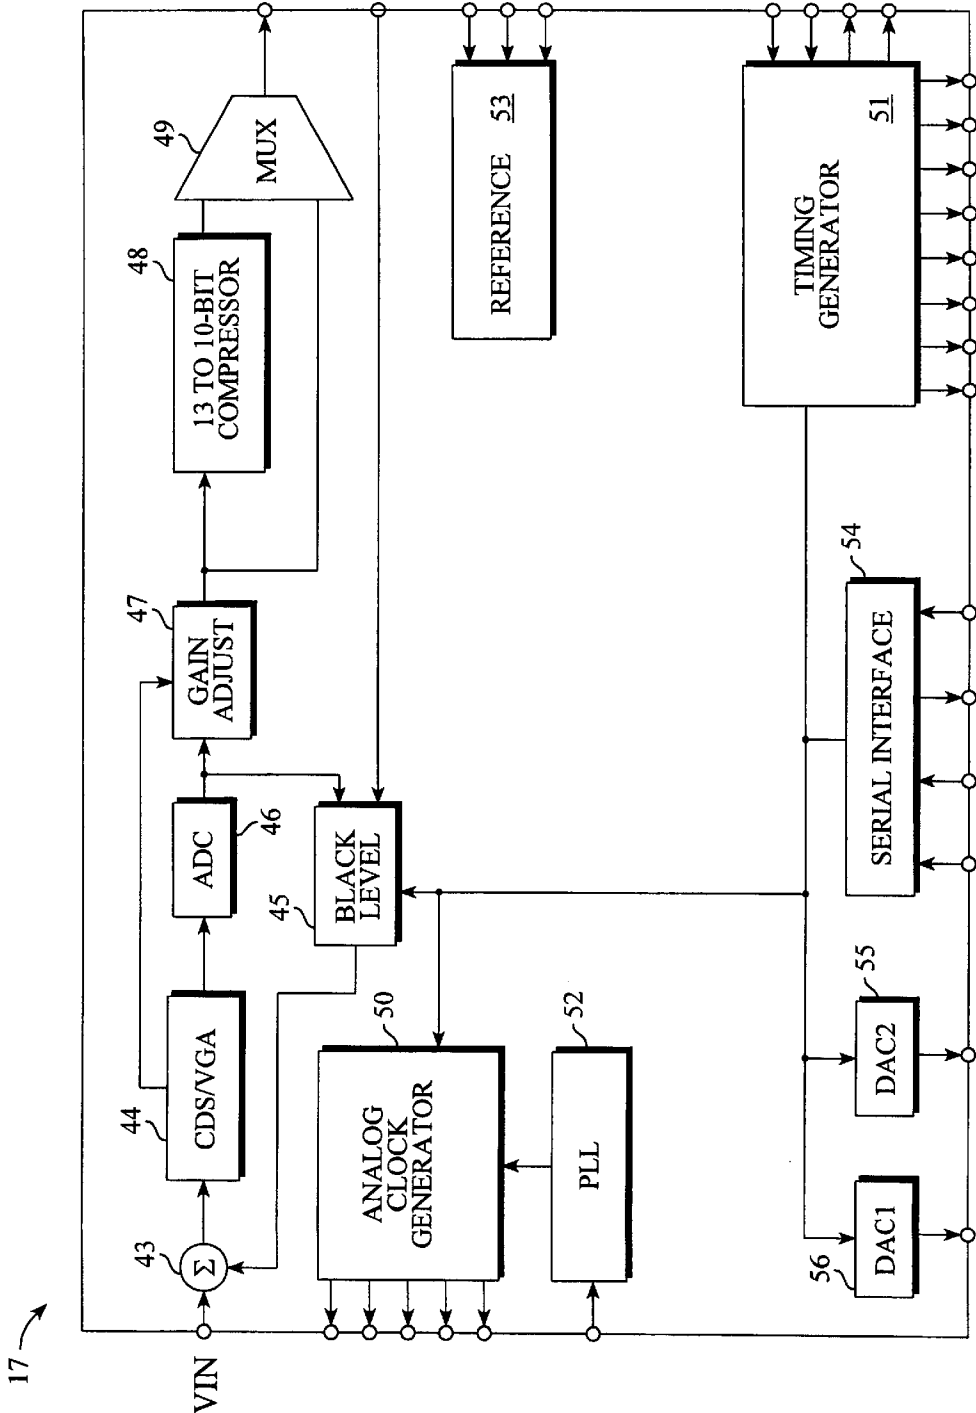 17
VIN
43
Σ
44
CDS/VGA
ADC
46
47
GAIN
ADJUST
48
13 TO 10-BIT
COMPRESSOR
49
MUX
45
BLACK
LEVEL
50
ANALOG
CLOCK
GENERATOR
52
PLL
REFERENCE
53
TIMING
GENERATOR
51
54
SERIAL INTERFACE
56
DAC1
55
DAC2